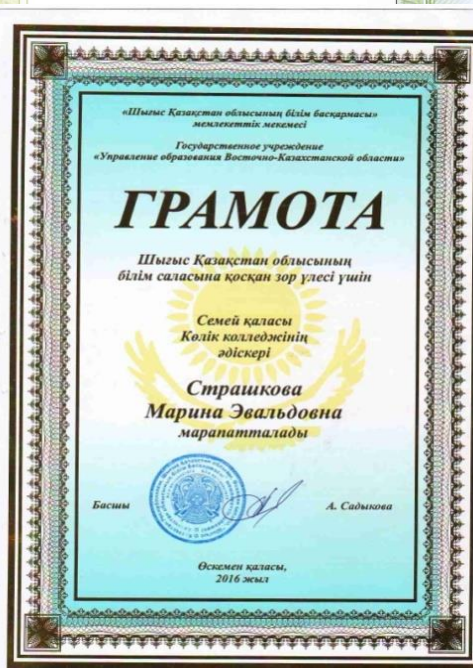 «Шығыс Қазақстан облысының білім басқармасы»
мемлекеттік мекемесі
Государственное учреждение
«Управление образования Восточно-Казахстанской области»
ГРАМОТА
Шығыс Қазақстан облысының
білім саласына қосқан зор үлесі үшін
Семей қаласы
Көлік колледжінің
әдіскері
Страшкова
Марина Эвальдовна
марапатталады
Басшы А. Садыкова
Өскемен қаласы,
2016 жыл